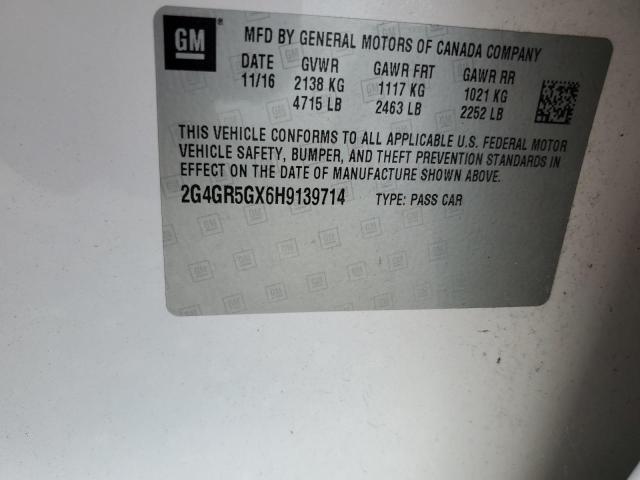 GM
MFD BY GENERAL MOTORS OF CANADA COMPANY
DATE GVWR GAWR FRT GAWR RR
11/16 2138 KG 1117 KG 1021 KG
4715 LB 2463 LB 2252 LB
THIS VEHICLE CONFORMS TO ALL APPLICABLE U.S. FEDERAL MOTOR
VEHICLE SAFETY, BUMPER, AND THEFT PREVENTION STANDARDS IN
EFFECT ON THE DATE OF MANUFACTURE SHOWN ABOVE.
2G4GR5GX6H9139714 TYPE: PASS CAR